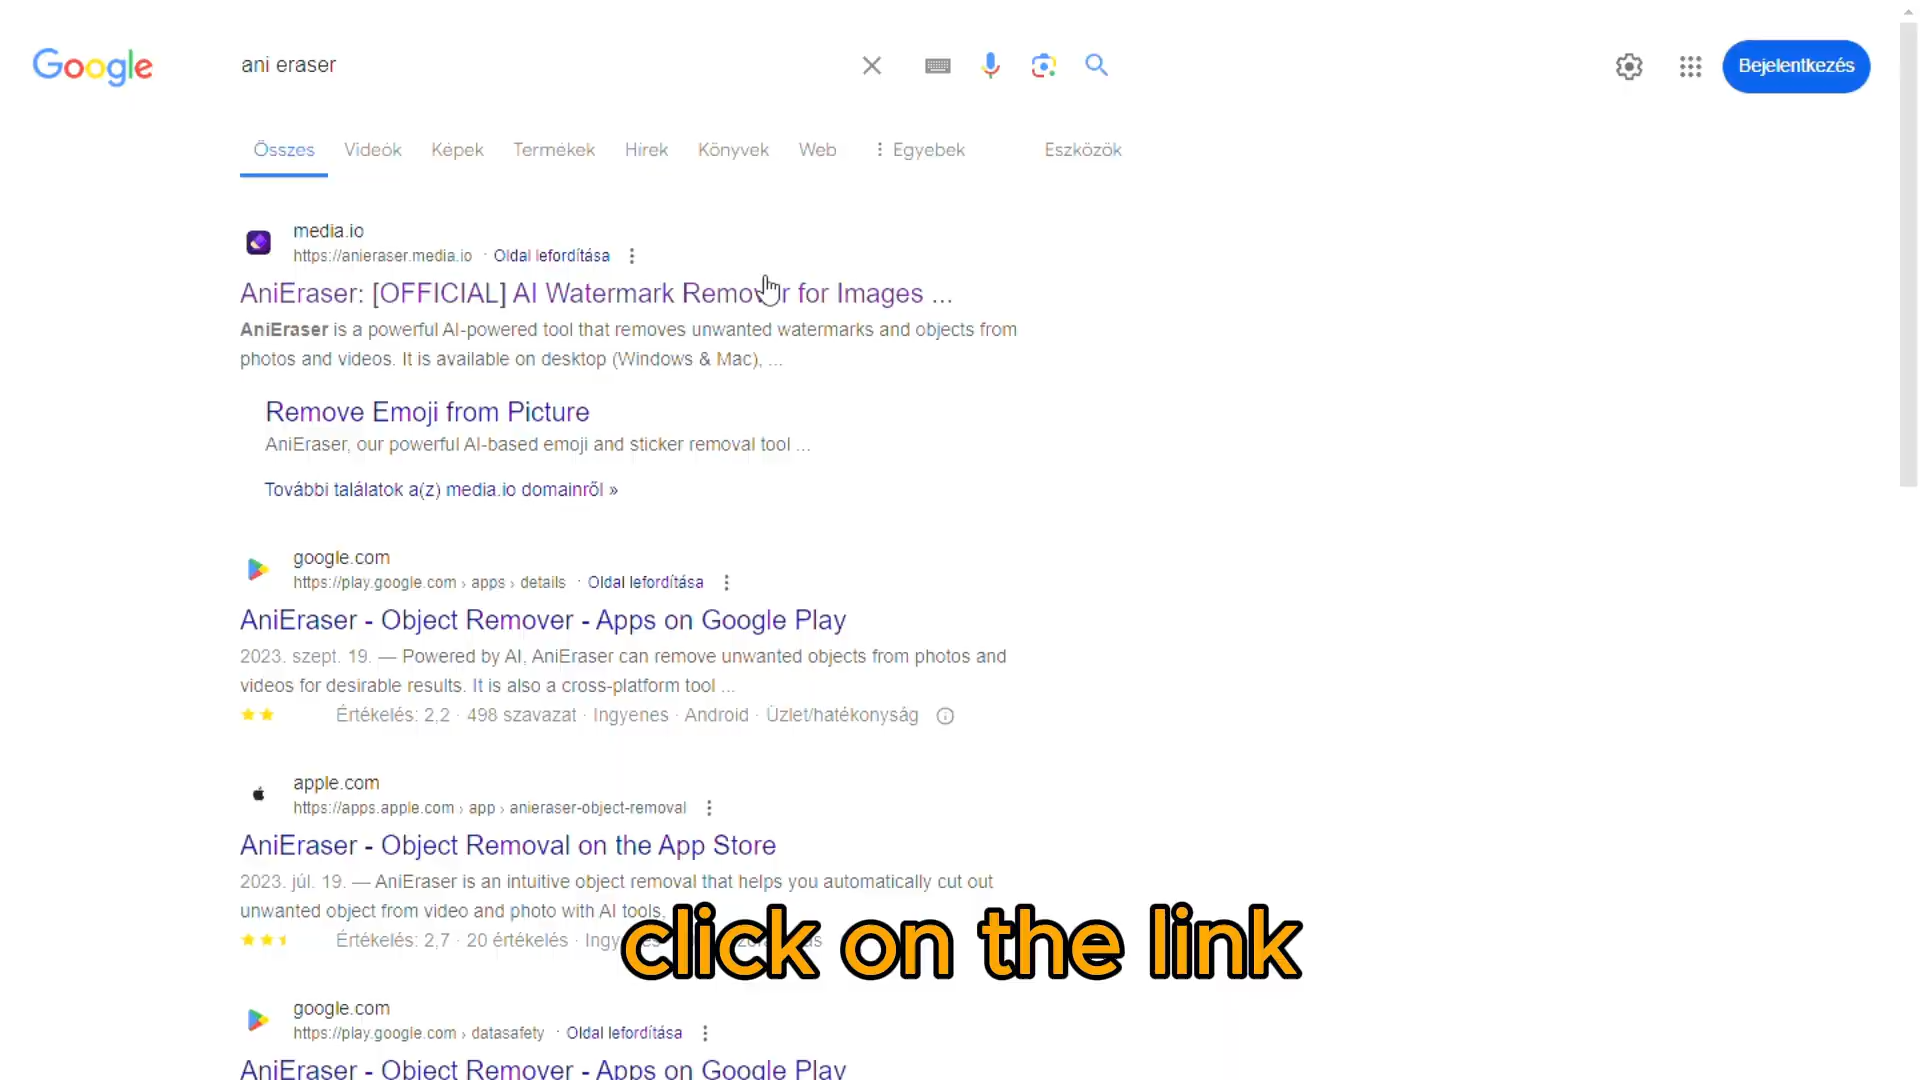 Google
ani eraser
Bejelentkezés
Összes Videók Képek Termékek Hírek Könyvek Web Egyebek Eszközök
media.io
https://anieraser.media.io · Oldal lefordítása
AniEraser: [OFFICIAL] AI Watermark Remover for Images ...
AniEraser is a powerful AI-powered tool that removes unwanted watermarks and objects from
photos and videos. It is available on desktop (Windows & Mac), ...
Remove Emoji from Picture
AniEraser, our powerful AI-based emoji and sticker removal tool ...
További találatok a(z) media.io domainről »
google.com
https://play.google.com › apps › details · Oldal lefordítása
AniEraser - Object Remover - Apps on Google Play
2023. szept. 19. — Powered by AI, AniEraser can remove unwanted objects from photos and
videos for desirable results. It is also a cross-platform tool ...
Értékelés: 2,2 · 498 szavazat · Ingyenes · Android · Üzlet/hatékonyság
apple.com
https://apps.apple.com › app › anieraser-object-removal
AniEraser - Object Removal on the App Store
2023. júl. 19. — AniEraser is an intuitive object removal that helps you automatically cut out
unwanted object from video and photo with AI tools,
Értékelés: 2,7 · 20 értékelés ·
click on the link
google.com
https://play.google.com › datasafety · Oldal lefordítása
AniEraser - Object Remover - Apps on Google Play